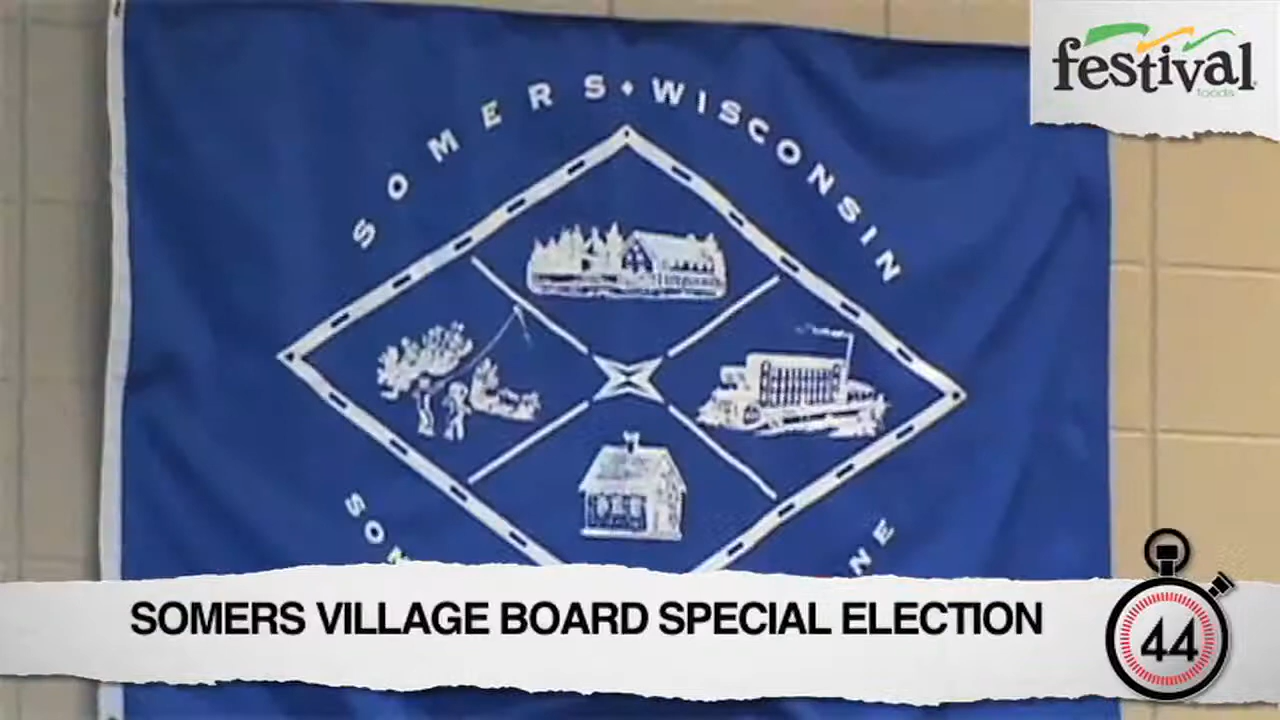 festival
foods
SOMERS • WISCONSIN
SOMERS VILLAGE BOARD SPECIAL ELECTION
44